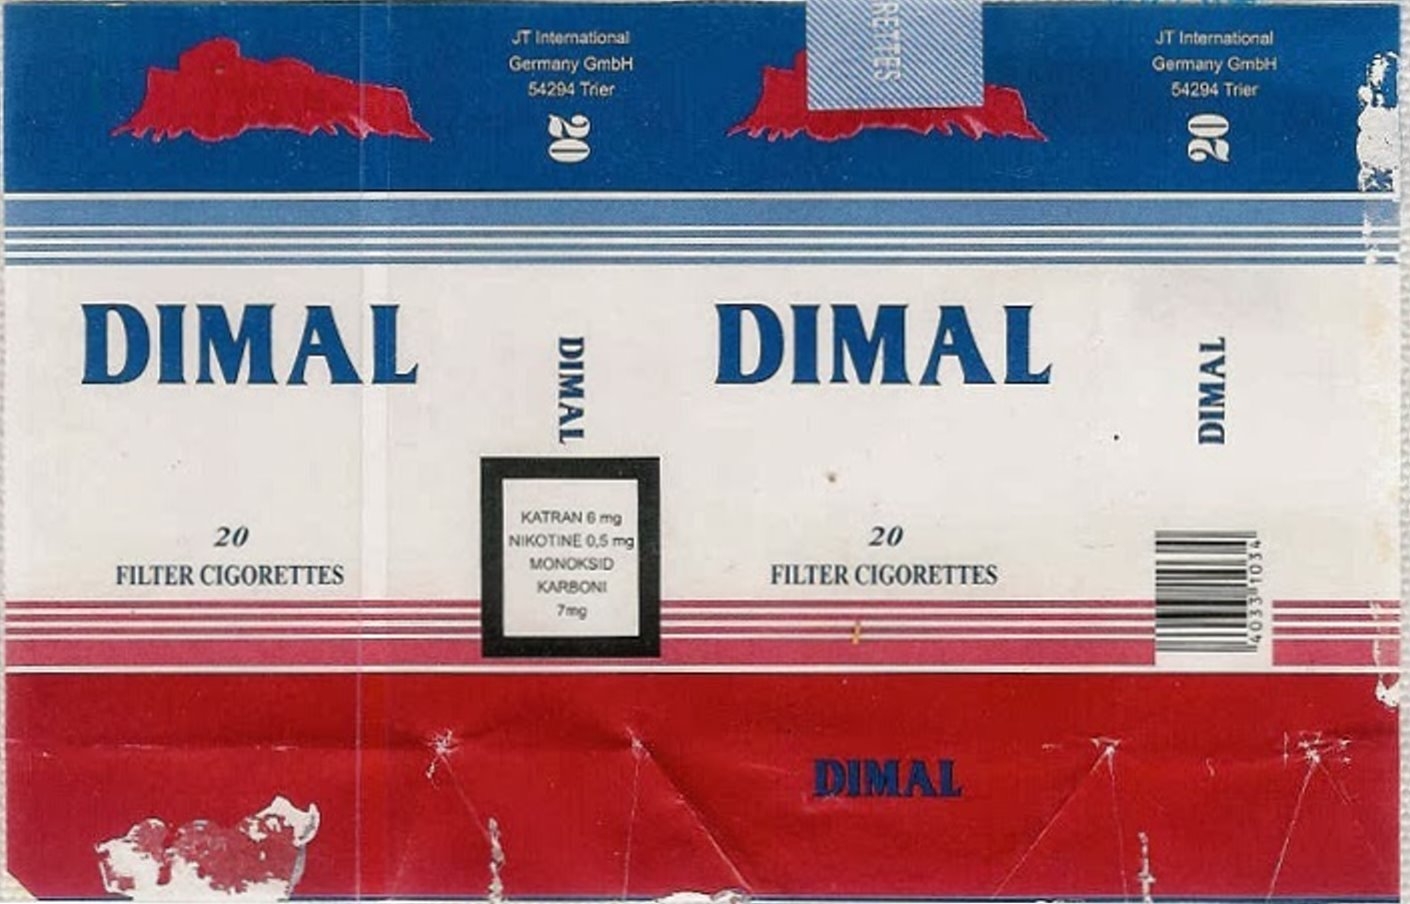 JT International
Germany GmbH
54294 Trier
20
RETTES
JT International
Germany GmbH
54294 Trier
20
DIMAL
DIMAL
DIMAL
DIMAL
20
FILTER CIGORETTES
KATRAN 6 mg
NIKOTINE 0,5 mg
MONOKSID
KARBONI
7mg
20
FILTER CIGORETTES
40331034
DIMAL